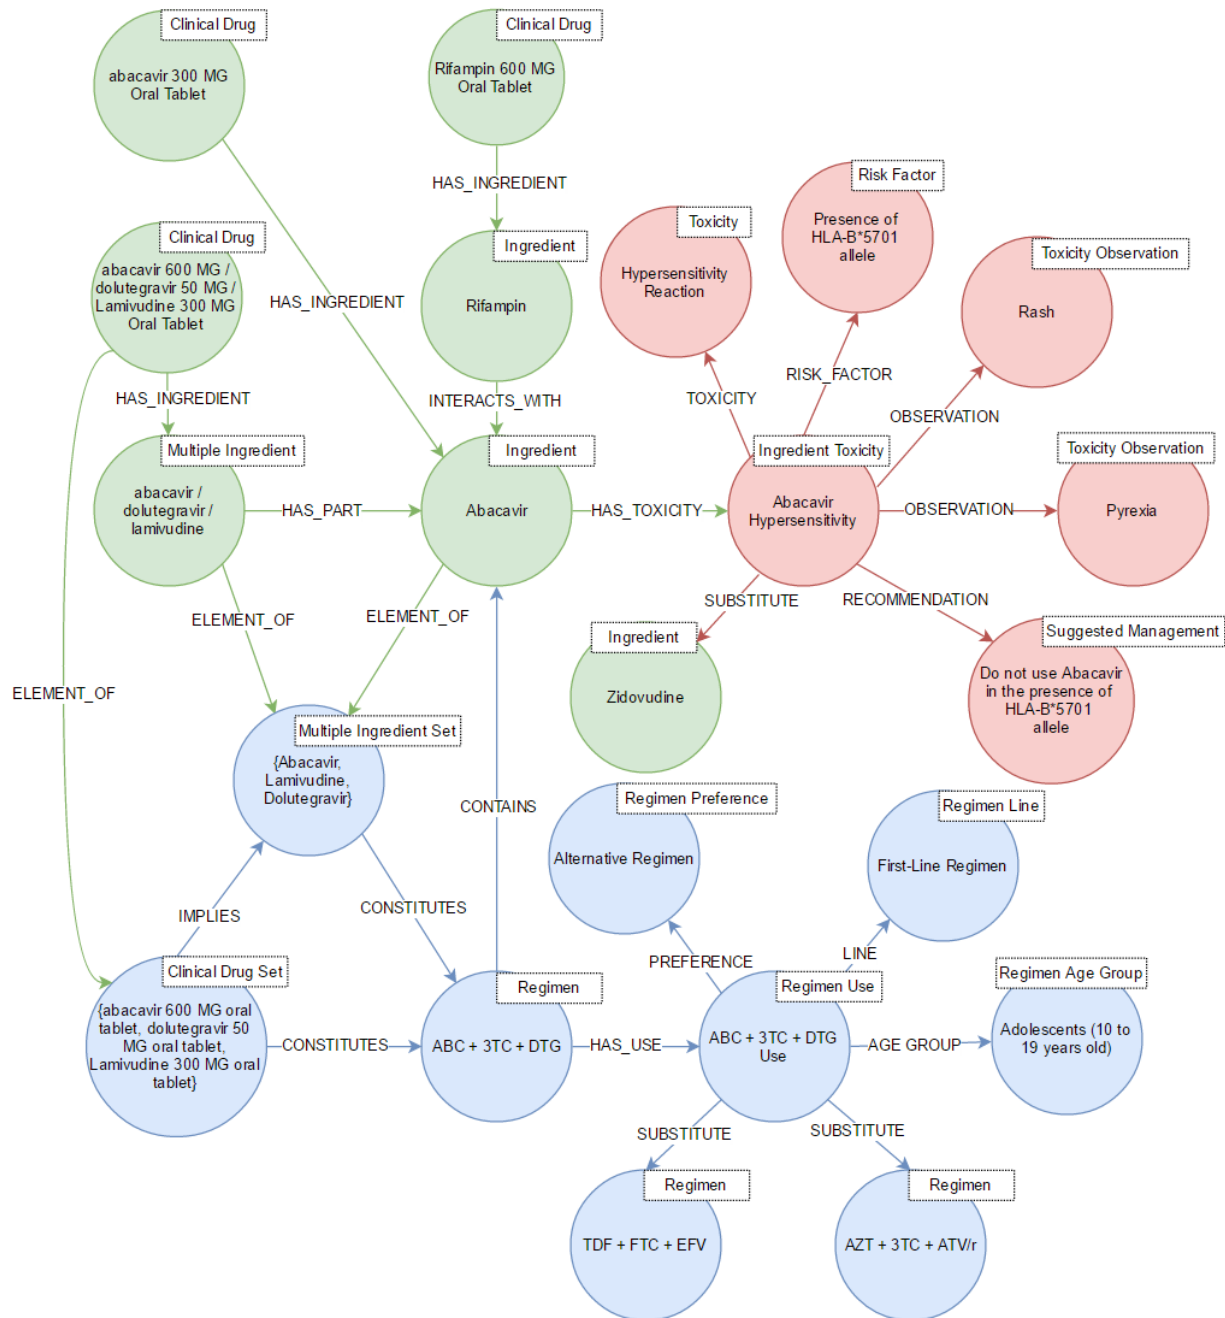 Clinical Drug
abacavir 300 MG
Oral Tablet
Clinical Drug
Rifampin 600 MG
Oral Tablet
HAS_INGREDIENT
HAS_INGREDIENT
Clinical Drug
abacavir 600 MG /
dolutegravir 50 MG /
Lamivudine 300 MG
Oral Tablet
HAS_INGREDIENT
Ingredient
Rifampin
INTERACTS_WITH
Toxicity
Hypersensitivity
Reaction
Risk Factor
Presence of
HLA-B*5701
allele
Toxicity Observation
Rash
TOXICITY
RISK_FACTOR
OBSERVATION
Multiple Ingredient
abacavir /
dolutegravir /
lamivudine
HAS_PART
Ingredient
Abacavir
HAS_TOXICITY
Ingredient Toxicity
Abacavir
Hypersensitivity
OBSERVATION
Toxicity Observation
Pyrexia
SUBSTITUTE
RECOMMENDATION
ELEMENT_OF
ELEMENT_OF
ELEMENT_OF
Ingredient
Zidovudine
Suggested Management
Do not use Abacavir
in the presence of
HLA-B*5701
allele
Multiple Ingredient Set
{Abacavir,
Lamivudine,
Dolutegravir}
CONTAINS
Regimen Preference
Alternative Regimen
Regimen Line
First-Line Regimen
IMPLIES
CONSTITUTES
PREFERENCE
LINE
Clinical Drug Set
{abacavir 600 MG oral
tablet, dolutegravir 50
MG oral tablet,
Lamivudine 300 MG oral
tablet}
CONSTITUTES
Regimen
ABC + 3TC + DTG
HAS_USE
Regimen Use
ABC + 3TC + DTG
Use
AGE GROUP
Regimen Age Group
Adolescents (10 to
19 years old)
SUBSTITUTE
SUBSTITUTE
Regimen
TDF + FTC + EFV
Regimen
AZT + 3TC + ATV/r